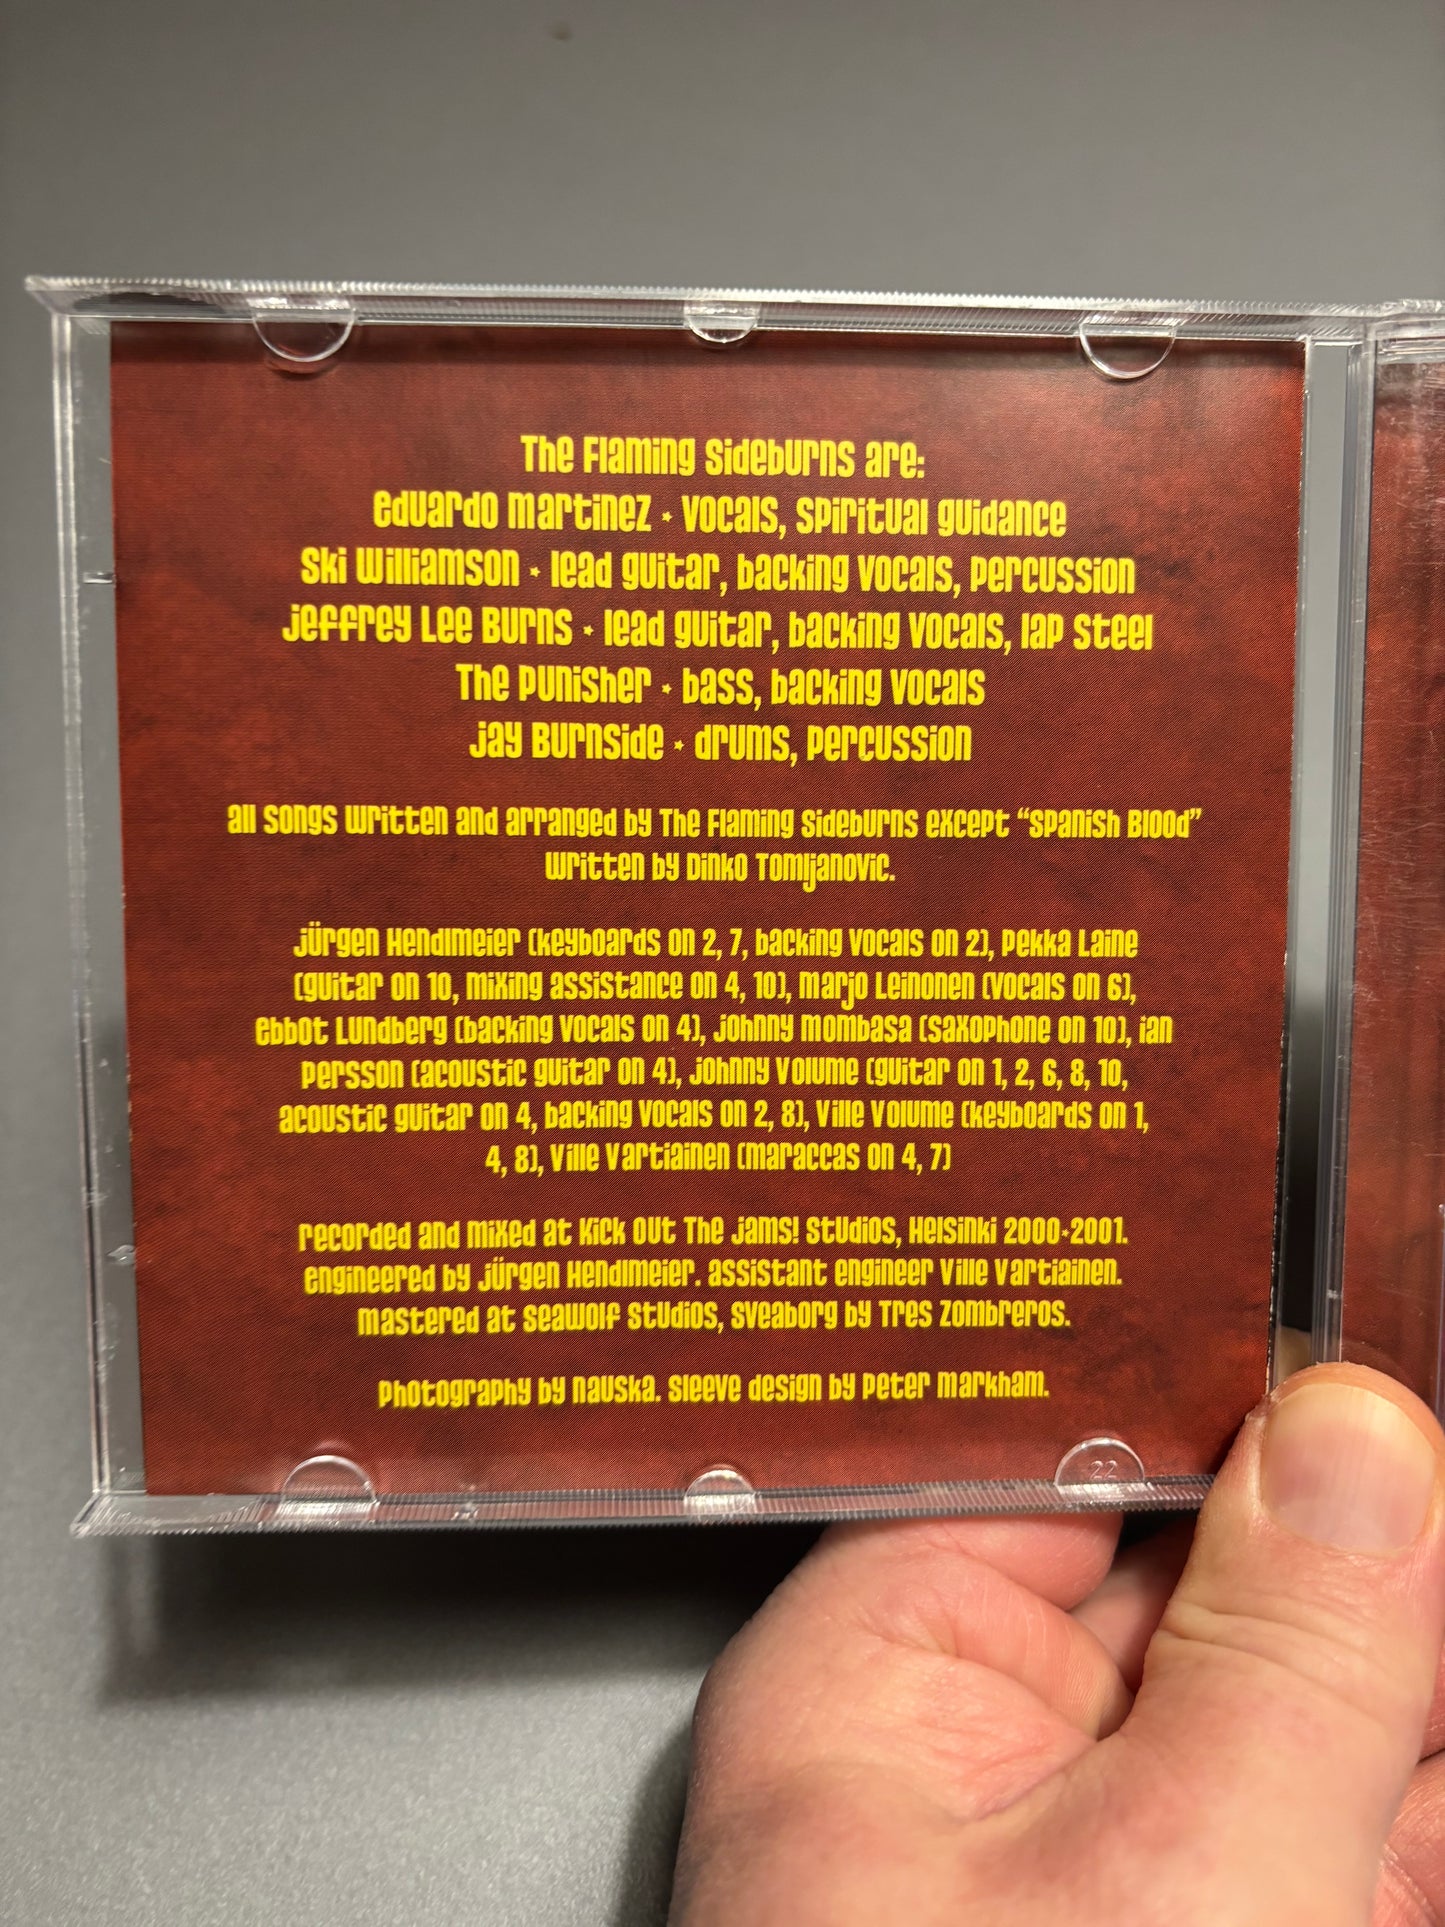 The Flaming Sideburns are:
Eduardo Martinez * vocals, spiritual guidance
Ski Williamson * lead guitar, backing vocals, percussion
Jeffrey Lee Burns * lead guitar, backing vocals, lap steel
The Punisher * bass, backing vocals
Jay Burnside * drums, percussion
All songs written and arranged by The Flaming Sideburns except “Spanish Blood”
written by Dinko Tomljanovic.
Jürgen Hendlmeier (keyboards on 2, 7, backing vocals on 2), Pekka Laine
(guitar on 10, mixing assistance on 4, 10), Marjo Leinonen (vocals on 6),
Ebbot Lundberg (backing vocals on 4), Johnny Mombasa (saxophone on 10), Ian
Persson (acoustic guitar on 4), Johnny Volume (guitar on 1, 2, 6, 8, 10,
acoustic guitar on 4, backing vocals on 2, 8), Ville Volume (keyboards on 1,
4, 8), Ville Vartiainen (maraccas on 4, 7)
Recorded and mixed at Kick Out The Jams! Studios, Helsinki 2000-2001.
Engineered by Jürgen Hendlmeier. Assistant engineer Ville Vartiainen.
Mastered at Seawolf Studios, Sveaborg by Tres Zombreros.
Photography by Nauska. Sleeve design by Peter Markham.
22